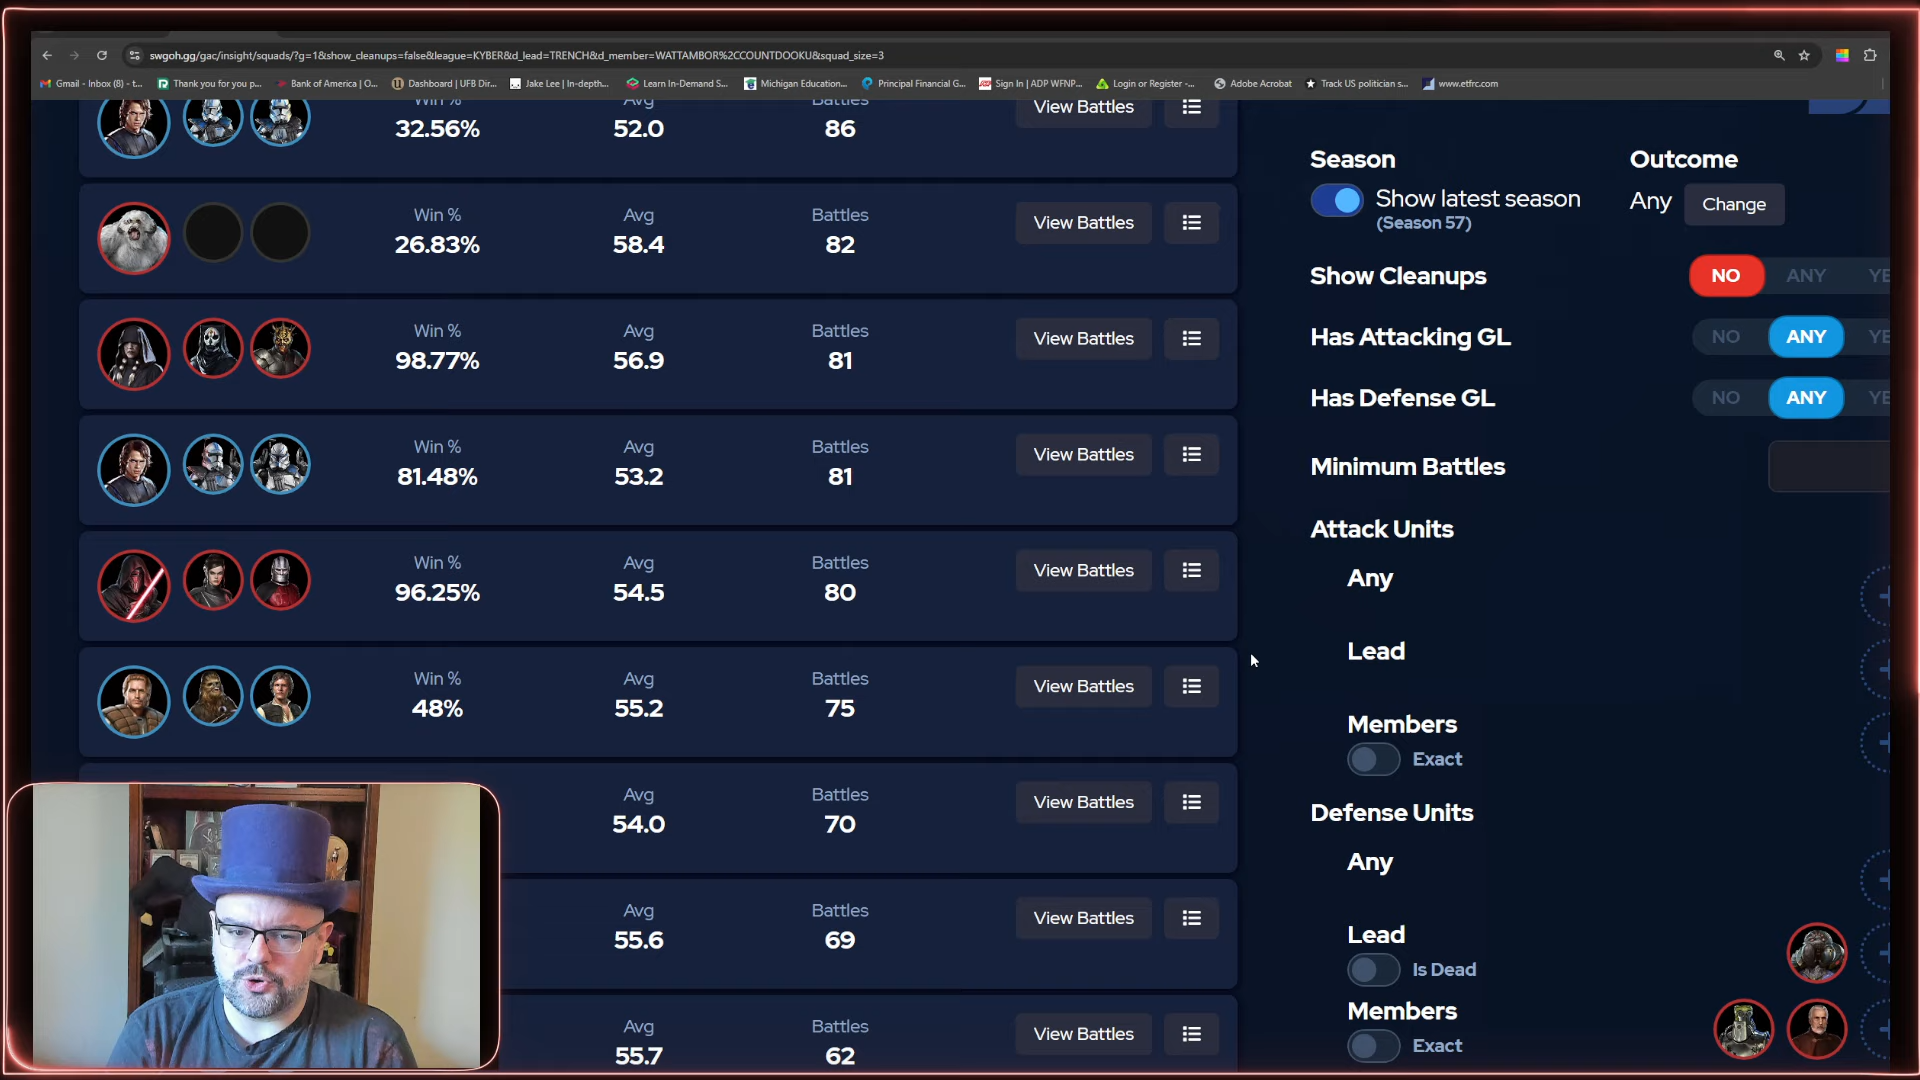 swgoh.gg/gac/insight/squads/?g=1&show_cleanups=false&league=KYBER&d_lead=TRENCH&d_member=WATTAMBOR%2CCOUNTDOOKU&squad_size=3
Gmail - Inbox (8) - t...
Thank you for you p...
Bank of America | O...
Dashboard | UFB Dir...
Jake Lee | In-depth...
Learn In-Demand S...
Michigan Education...
Principal Financial G...
Sign In | ADP WFNP...
Login or Register -...
Adobe Acrobat
Track US politician s...
www.etfrc.com
Win % Avg Battles View Battles
32.56% 52.0 86
Win % Avg Battles View Battles
26.83% 58.4 82
Win % Avg Battles View Battles
98.77% 56.9 81
Win % Avg Battles View Battles
81.48% 53.2 81
Win % Avg Battles View Battles
96.25% 54.5 80
Win % Avg Battles View Battles
48% 55.2 75
Avg Battles View Battles
54.0 70
Avg Battles View Battles
55.6 69
Avg Battles View Battles
55.7 62
Season
Show latest season
(Season 57)
Outcome
Any Change
Show Cleanups NO ANY YE
Has Attacking GL NO ANY YE
Has Defense GL NO ANY YE
Minimum Battles
Attack Units
Any
Lead
Members
Exact
Defense Units
Any
Lead
Is Dead
Members
Exact